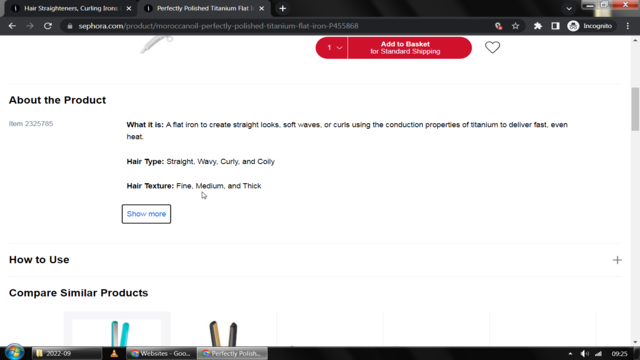 Hair Straighteners, Curling Irons
Perfectly Polished Titanium Flat I
sephora.com/product/moroccanoil-perfectly-polished-titanium-flat-iron-P455868
Incognito
1
Add to Basket
for Standard Shipping
About the Product
Item 2325785
What it is: A flat iron to create straight looks, soft waves, or curls using the conduction properties of titanium to deliver fast, even
heat.
Hair Type: Straight, Wavy, Curly, and Coily
Hair Texture: Fine, Medium, and Thick
Show more
How to Use
Compare Similar Products
2022-09
Websites - Goo...
Perfectly Polish...
09:25